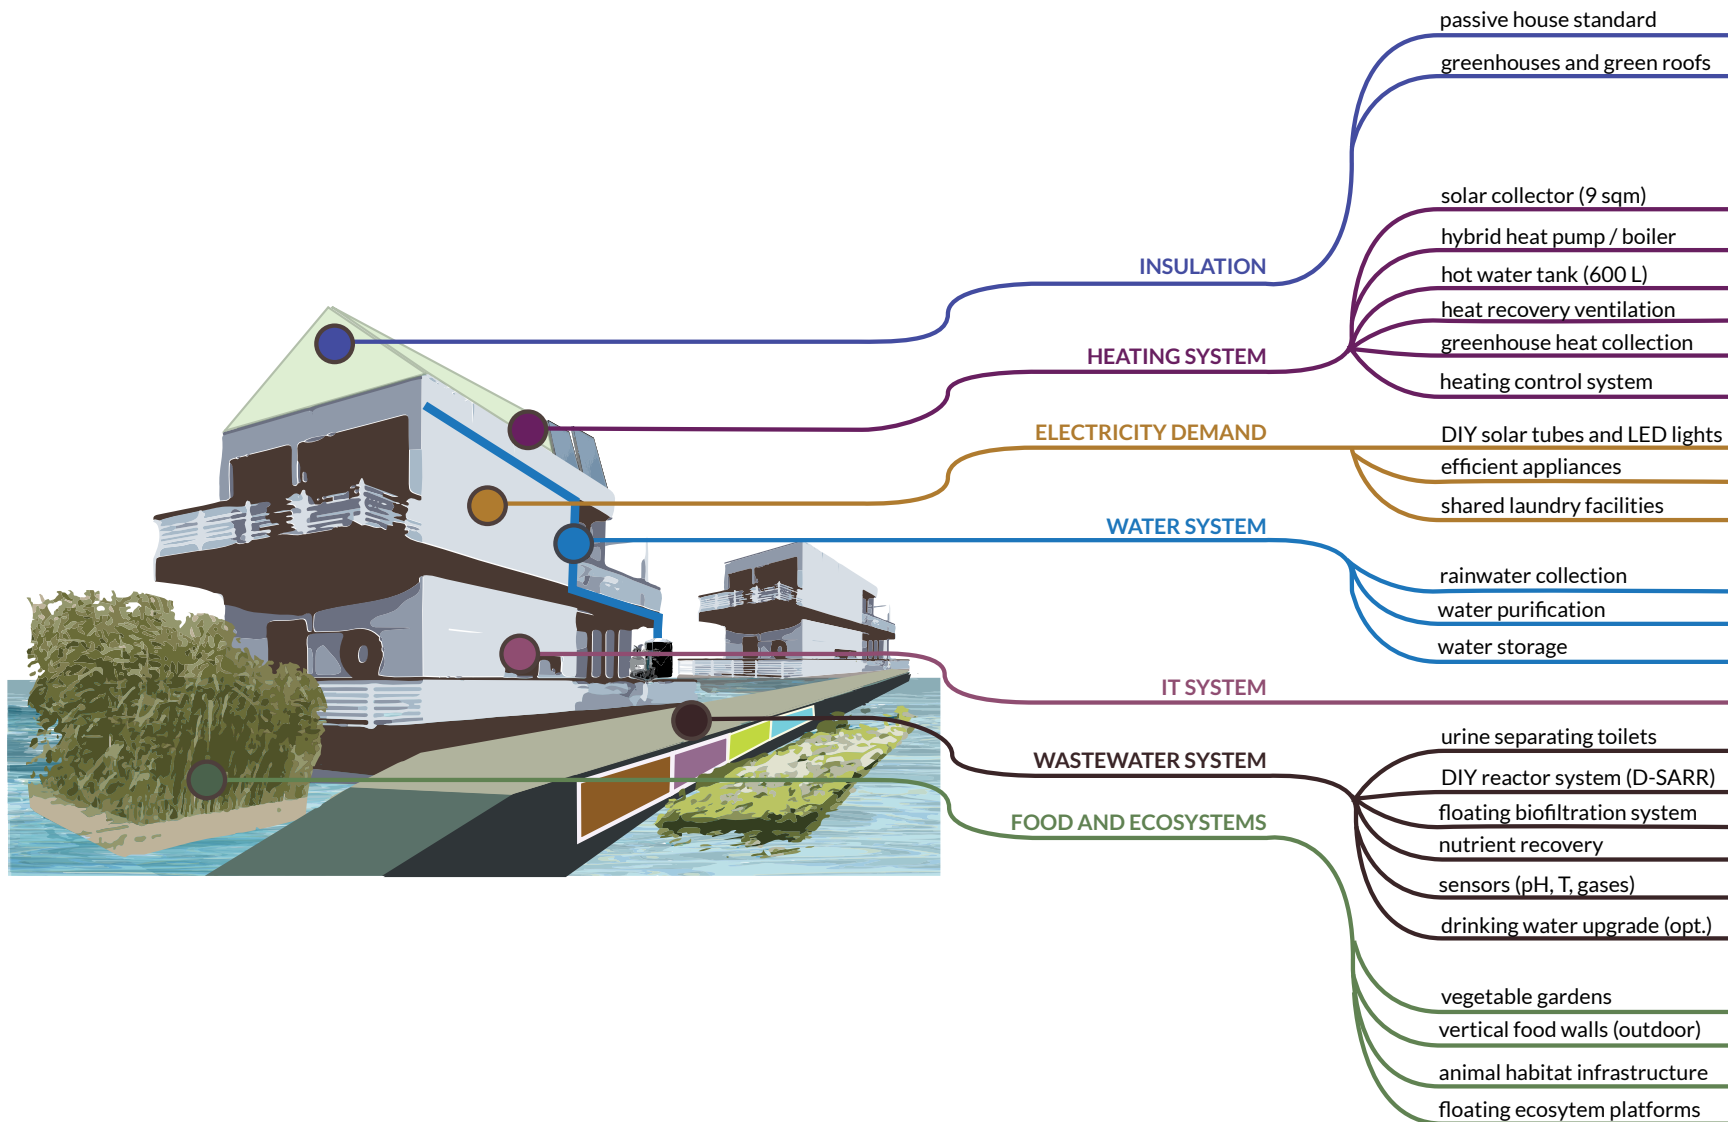 passive house standard
greenhouses and green roofs
INSULATION
solar collector (9 sqm)
hybrid heat pump / boiler
hot water tank (600 L)
heat recovery ventilation
greenhouse heat collection
heating control system
HEATING SYSTEM
DIY solar tubes and LED lights
efficient appliances
shared laundry facilities
ELECTRICITY DEMAND
WATER SYSTEM
rainwater collection
water purification
water storage
IT SYSTEM
urine separating toilets
DIY reactor system (D-SARR)
floating biofiltration system
nutrient recovery
sensors (pH, T, gases)
drinking water upgrade (opt.)
WASTEWATER SYSTEM
FOOD AND ECOSYSTEMS
vegetable gardens
vertical food walls (outdoor)
animal habitat infrastructure
floating ecosytem platforms